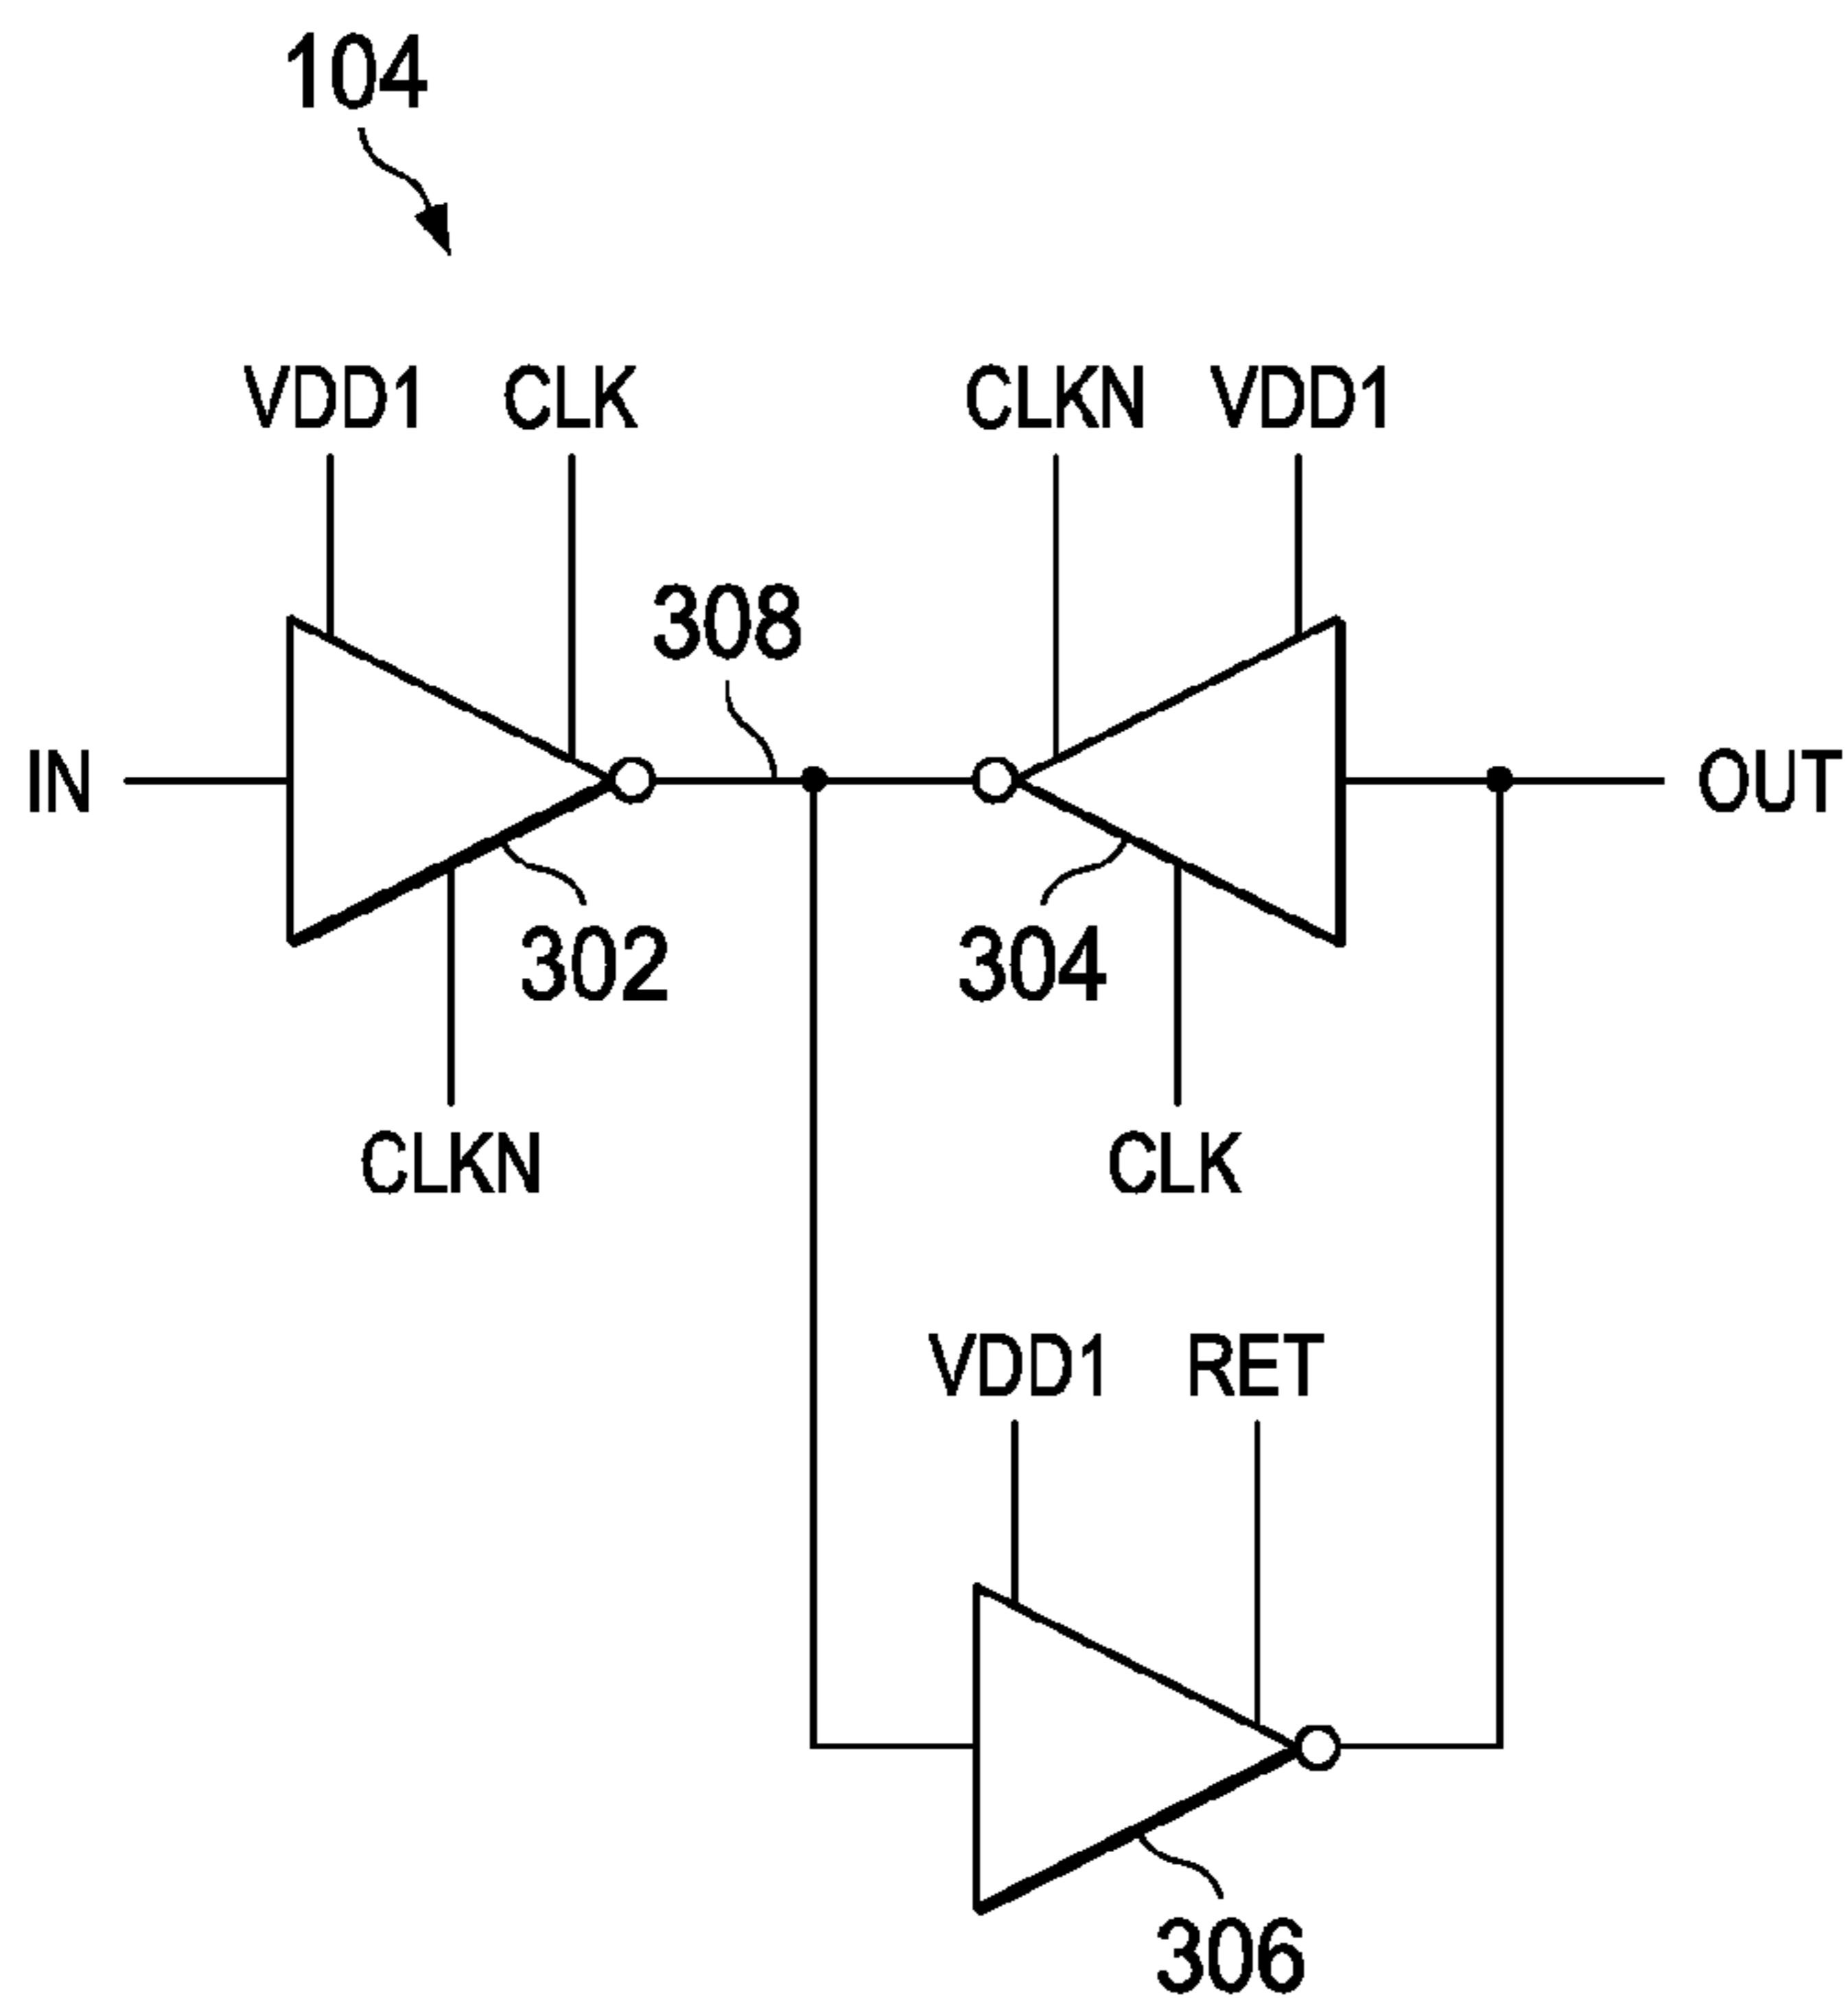 104
VDD1 CLK CLKN VDD1
308
IN OUT
302 304
CLKN CLK
VDD1 RET
306